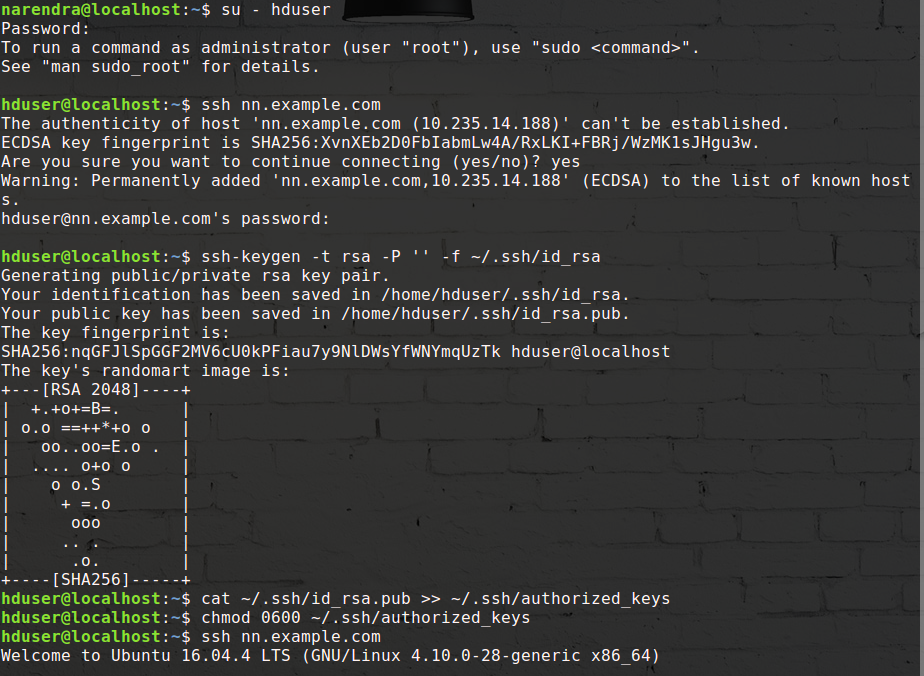 narendra@localhost:~$ su - hduser
Password:
To run a command as administrator (user "root"), use "sudo <command>".
See "man sudo_root" for details.

hduser@localhost:~$ ssh nn.example.com
The authenticity of host 'nn.example.com (10.235.14.188)' can't be established.
ECDSA key fingerprint is SHA256:XvnXEb2D0FbIabmLw4A/RxLKI+FBRj/WzMK1sJHgu3w.
Are you sure you want to continue connecting (yes/no)? yes
Warning: Permanently added 'nn.example.com,10.235.14.188' (ECDSA) to the list of known host
s.
hduser@nn.example.com's password:

hduser@localhost:~$ ssh-keygen -t rsa -P '' -f ~/.ssh/id_rsa
Generating public/private rsa key pair.
Your identification has been saved in /home/hduser/.ssh/id_rsa.
Your public key has been saved in /home/hduser/.ssh/id_rsa.pub.
The key fingerprint is:
SHA256:nqGFJlSpGGF2MV6cU0kPFiau7y9NlDWsYfWNYmqUzTk hduser@localhost
The key's randomart image is:
+---[RSA 2048]----+
|  +.+o+=B=.      |
| o.o ==++*+o o   |
|   oo..oo=E.o .  |
|  .... o+o o     |
|    o o.S        |
|     + =.o       |
|      ooo        |
|     .. .        |
|      .o.        |
+----[SHA256]-----+
hduser@localhost:~$ cat ~/.ssh/id_rsa.pub >> ~/.ssh/authorized_keys
hduser@localhost:~$ chmod 0600 ~/.ssh/authorized_keys
hduser@localhost:~$ ssh nn.example.com
Welcome to Ubuntu 16.04.4 LTS (GNU/Linux 4.10.0-28-generic x86_64)